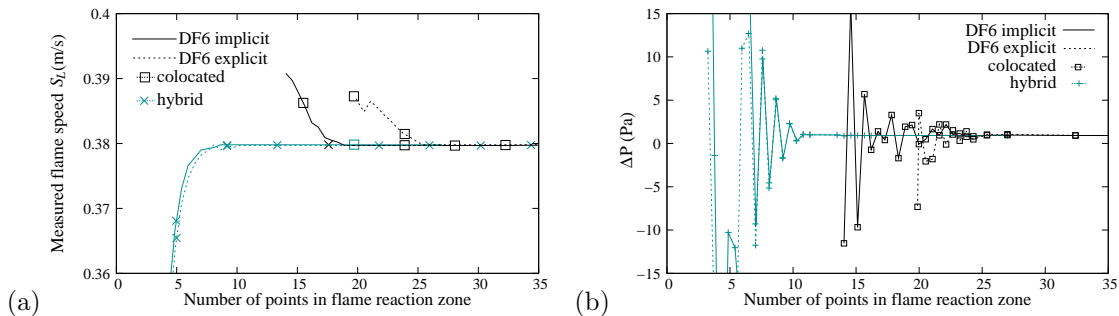 0.4
0.39
0.38
0.37
0.36
0 5 10 15 20 25 30 35
Measured flame speed S_L(m/s)
Number of points in flame reaction zone
DF6 implicit
DF6 explicit
colocated
hybrid
(a)
15
10
5
0
-5
-10
-15
0 5 10 15 20 25 30 35
ΔP (Pa)
Number of points in flame reaction zone
DF6 implicit
DF6 explicit
colocated
hybrid
(b)